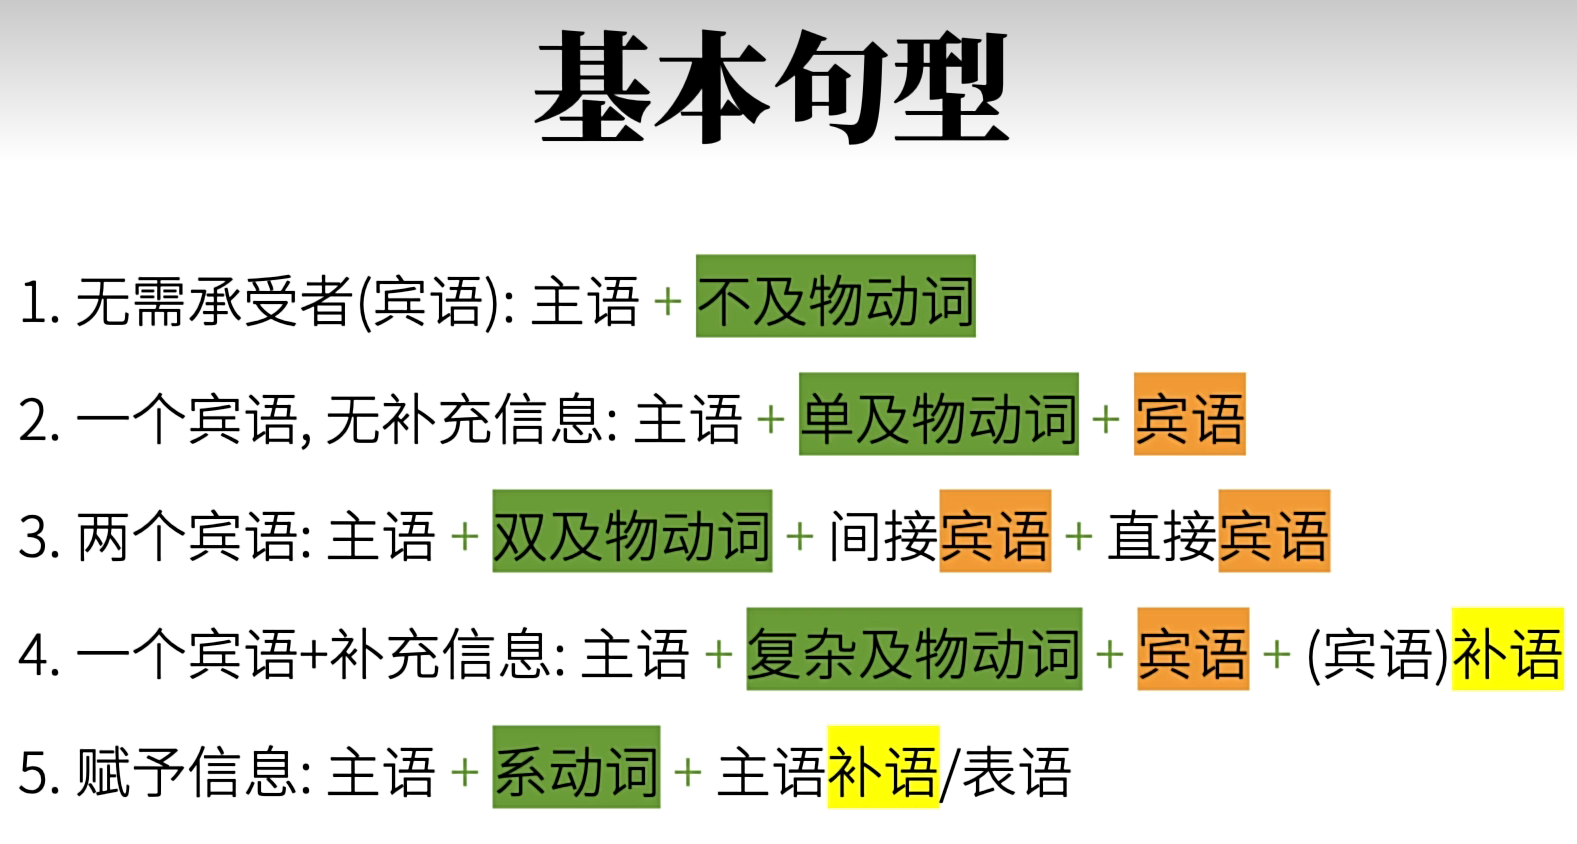 基本句型
1. 无需承受者(宾语): 主语 + 不及物动词
2. 一个宾语, 无补充信息: 主语 + 单及物动词 + 宾语
3. 两个宾语: 主语 + 双及物动词 + 间接宾语 + 直接宾语
4. 一个宾语+补充信息: 主语 + 复杂及物动词 + 宾语 + (宾语)补语
5. 赋予信息: 主语 + 系动词 + 主语补语/表语